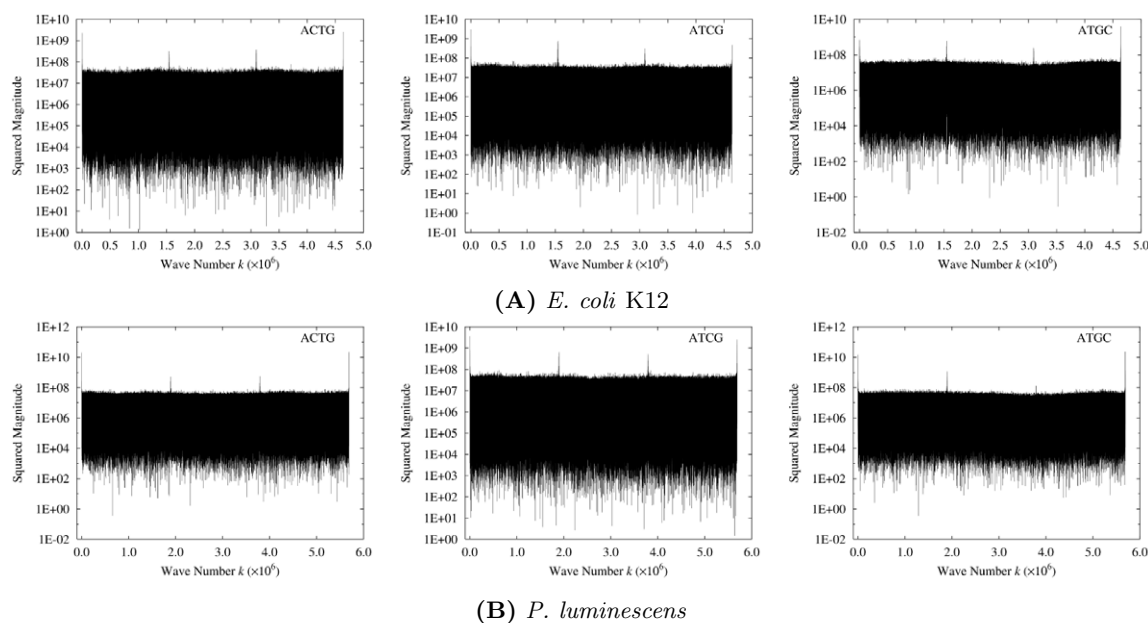 ACTG
1E+10
1E+09
1E+08
1E+07
1E+06
1E+05
1E+04
1E+03
1E+02
1E+01
1E+00
Squared Magnitude
0.0 0.5 1.0 1.5 2.0 2.5 3.0 3.5 4.0 4.5 5.0
Wave Number k (×10⁶)
ATCG
1E+10
1E+09
1E+08
1E+07
1E+06
1E+05
1E+04
1E+03
1E+02
1E+01
1E+00
1E-01
Squared Magnitude
0.0 0.5 1.0 1.5 2.0 2.5 3.0 3.5 4.0 4.5 5.0
Wave Number k (×10⁶)
ATGC
1E+10
1E+08
1E+06
1E+04
1E+02
1E+00
1E-02
Squared Magnitude
0.0 0.5 1.0 1.5 2.0 2.5 3.0 3.5 4.0 4.5 5.0
Wave Number k (×10⁶)
(A) E. coli K12
ACTG
1E+12
1E+10
1E+08
1E+06
1E+04
1E+02
1E+00
1E-02
Squared Magnitude
0.0 1.0 2.0 3.0 4.0 5.0 6.0
Wave Number k (×10⁶)
ATCG
1E+10
1E+09
1E+08
1E+07
1E+06
1E+05
1E+04
1E+03
1E+02
1E+01
1E+00
Squared Magnitude
0.0 1.0 2.0 3.0 4.0 5.0 6.0
Wave Number k (×10⁶)
ATGC
1E+12
1E+10
1E+08
1E+06
1E+04
1E+02
1E+00
1E-02
Squared Magnitude
0.0 1.0 2.0 3.0 4.0 5.0 6.0
Wave Number k (×10⁶)
(B) P. luminescens